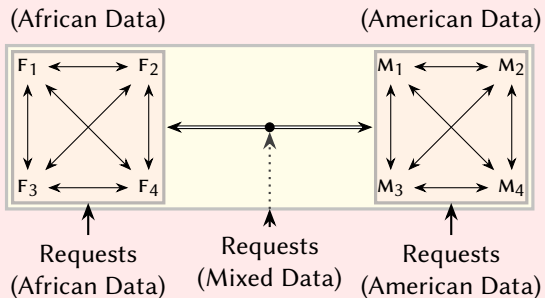 (African Data)
(American Data)
F1 F2
M1 M2
F3 F4
M3 M4
Requests
(African Data)
Requests
(Mixed Data)
Requests
(American Data)